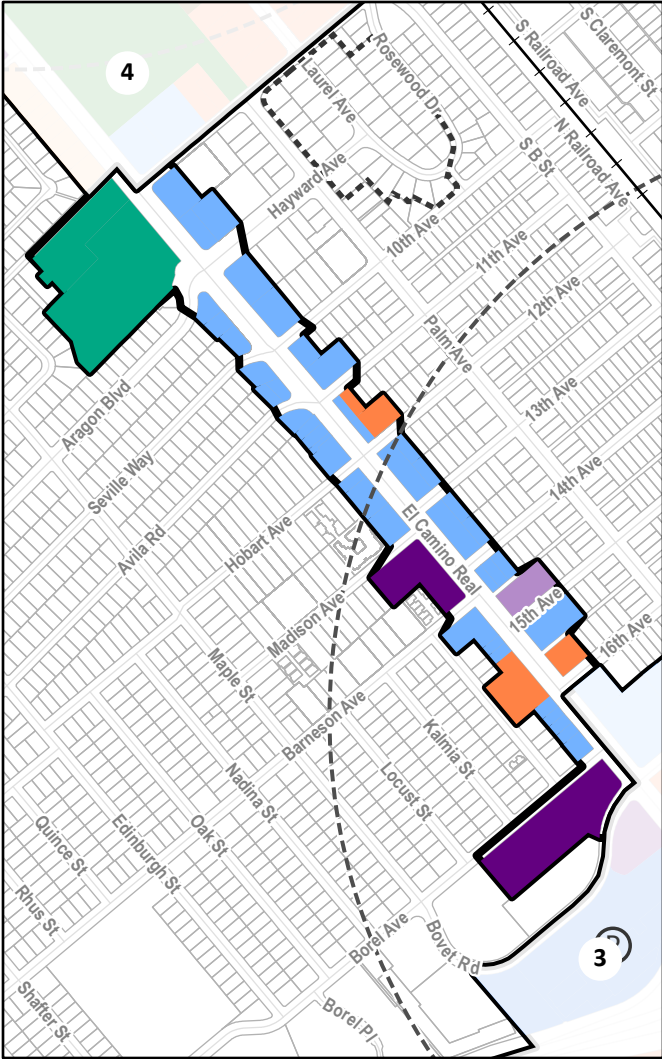 S Claremont St
S Railroad Ave
Rosewood Dr
4
Laurel Ave
N Railroad Ave
S B St
Hayward Ave
10th Ave
11th Ave
12th Ave
Palm Ave
13th Ave
Aragon Blvd
14th Ave
Seville Way
El Camino Real
Avila Rd
Hobart Ave
15th Ave
Madison Ave
16th Ave
Maple St
Barneson Ave
Kalmia St
Nadina St
Locust St
Quince St
Edinburgh St
Oak St
Rhus St
Borel Ave
Bovet Rd
3
Shafter St
Borel Pl